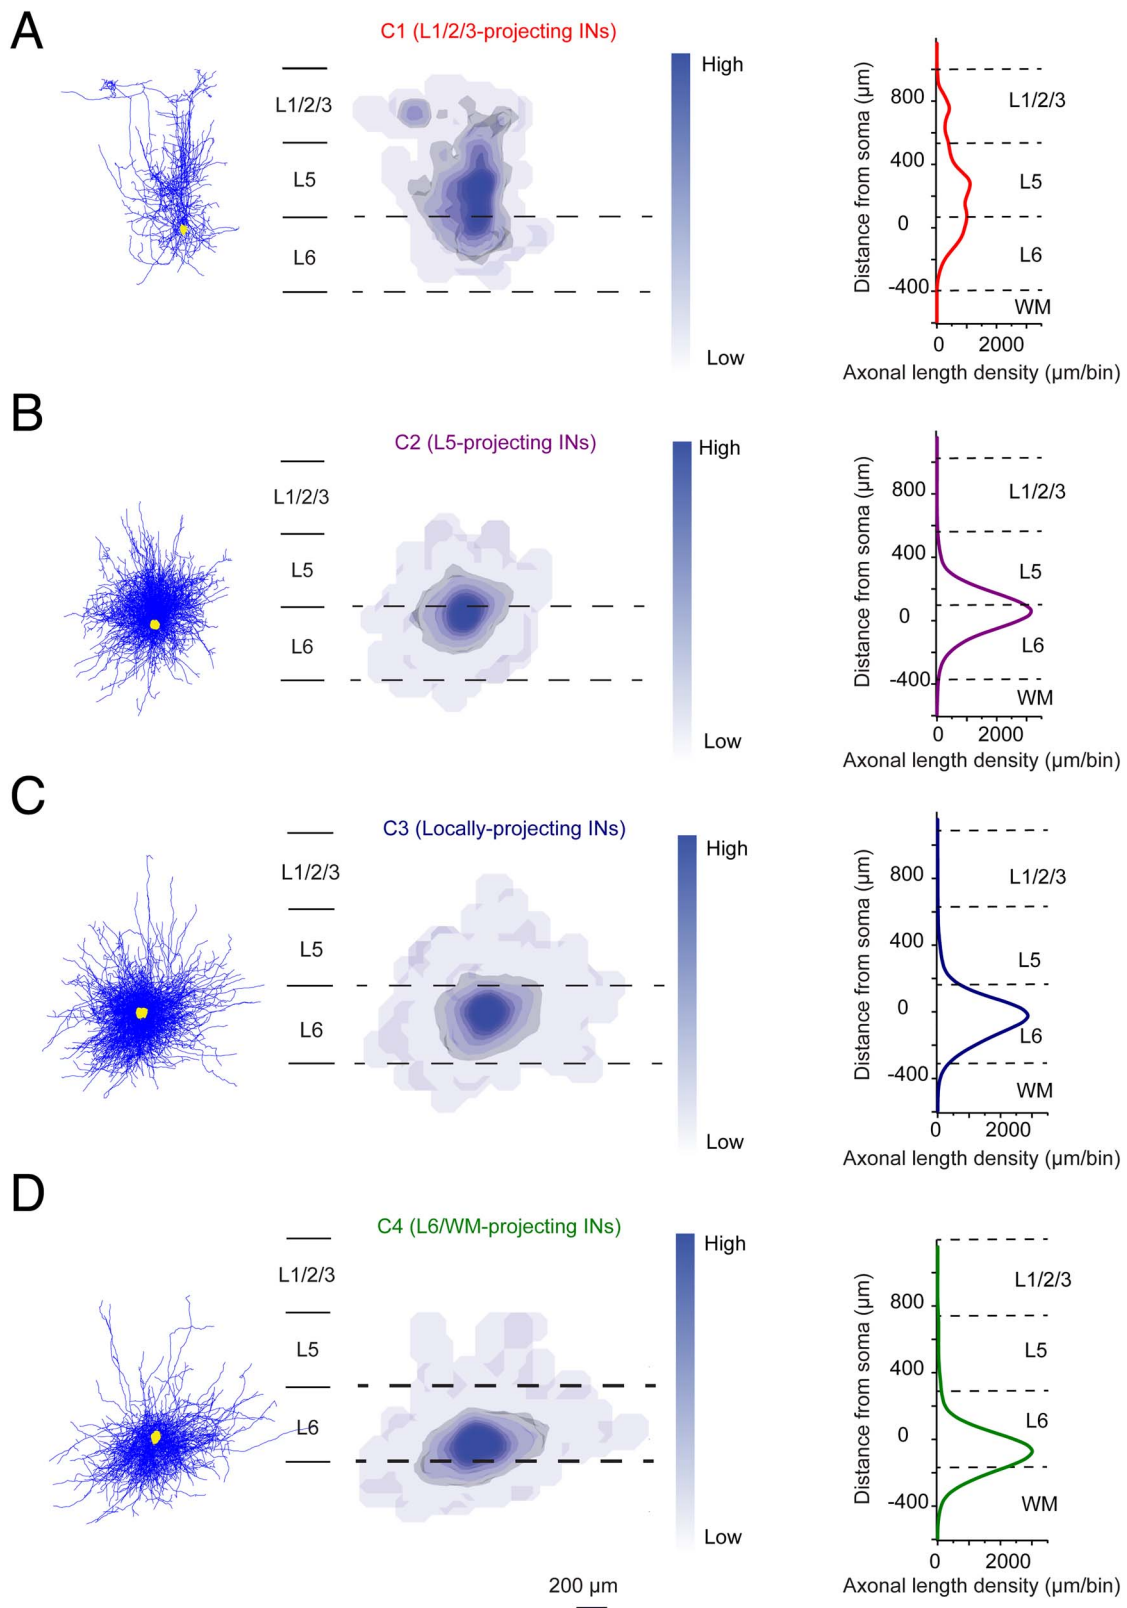 A
C1 (L1/2/3-projecting INs)
L1/2/3
L5
L6
High
Low
Distance from soma (µm)
800
400
0
-400
L1/2/3
L5
L6
WM
0 2000
Axonal length density (µm/bin)
B
C2 (L5-projecting INs)
L1/2/3
L5
L6
High
Low
Distance from soma (µm)
800
400
0
-400
L1/2/3
L5
L6
WM
0 2000
Axonal length density (µm/bin)
C
C3 (Locally-projecting INs)
L1/2/3
L5
L6
High
Low
Distance from soma (µm)
800
400
0
-400
L1/2/3
L5
L6
WM
0 2000
Axonal length density (µm/bin)
D
C4 (L6/WM-projecting INs)
L1/2/3
L5
L6
High
Low
Distance from soma (µm)
800
400
0
-400
L1/2/3
L5
L6
WM
0 2000
Axonal length density (µm/bin)
200 µm